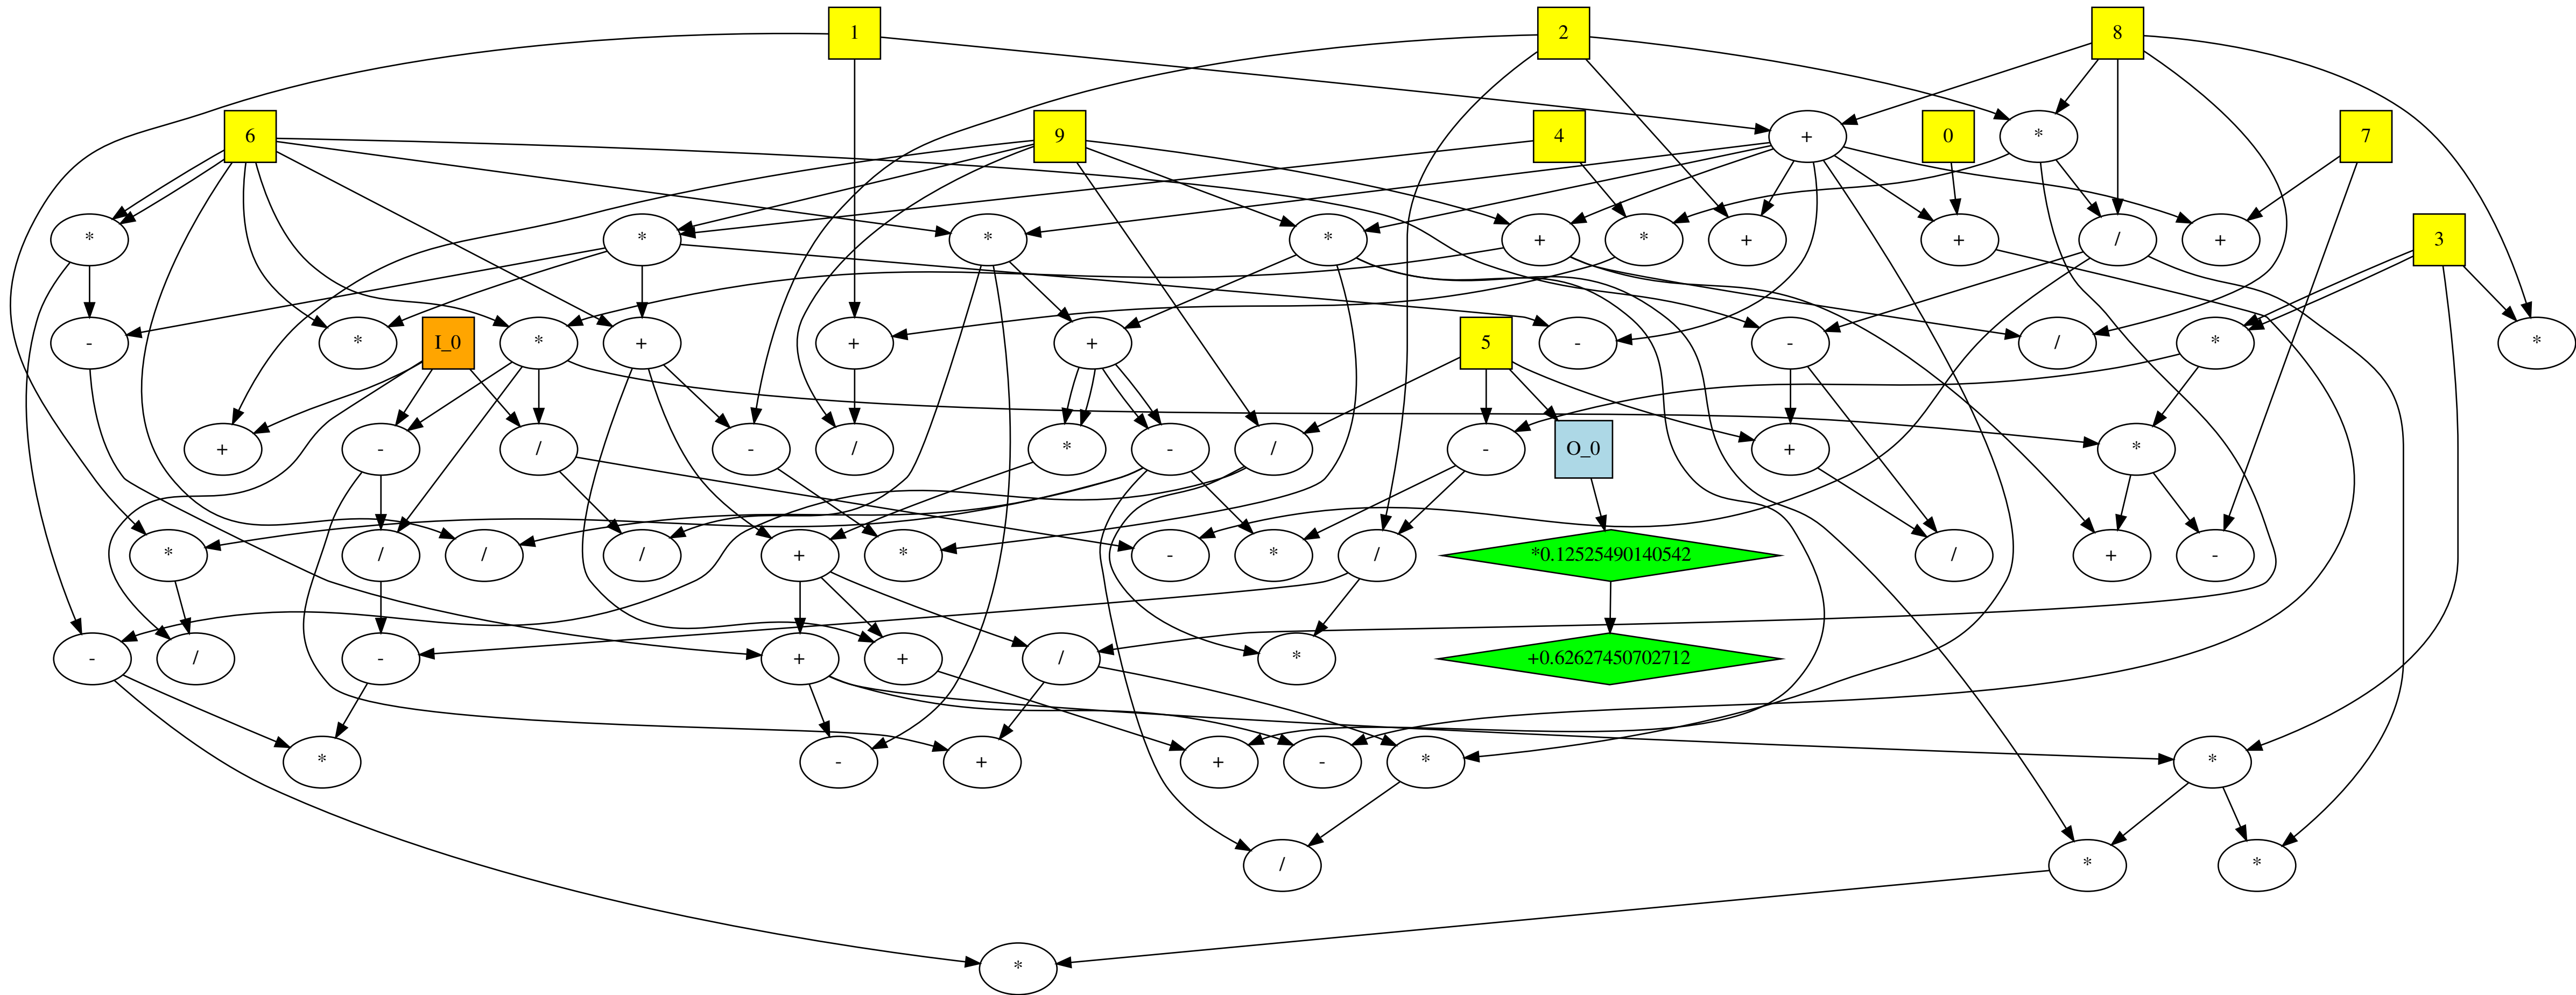 1 2 8
6 9 4 + 0 * 7
* * * * + * + + / + 3
- * I_0 * + + + 5 - - / * *
+ - / - / * - / - O_0 + *
* / / / + * - * / *0.12525490140542 / + -
- / - + + / * +0.62627450702712
* - + + - * *
/ * *
*